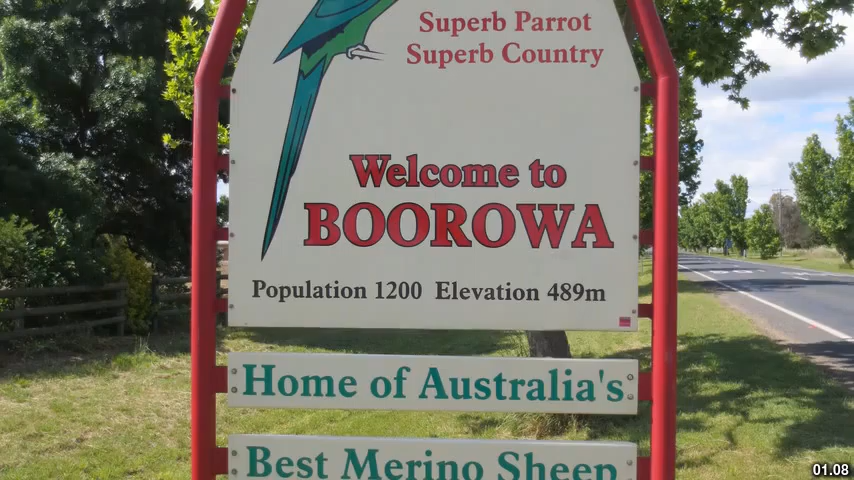 Superb Parrot
Superb Country
Welcome to
BOOROWA
Population 1200 Elevation 489m
Home of Australia's
Best Merino Sheep
01.08